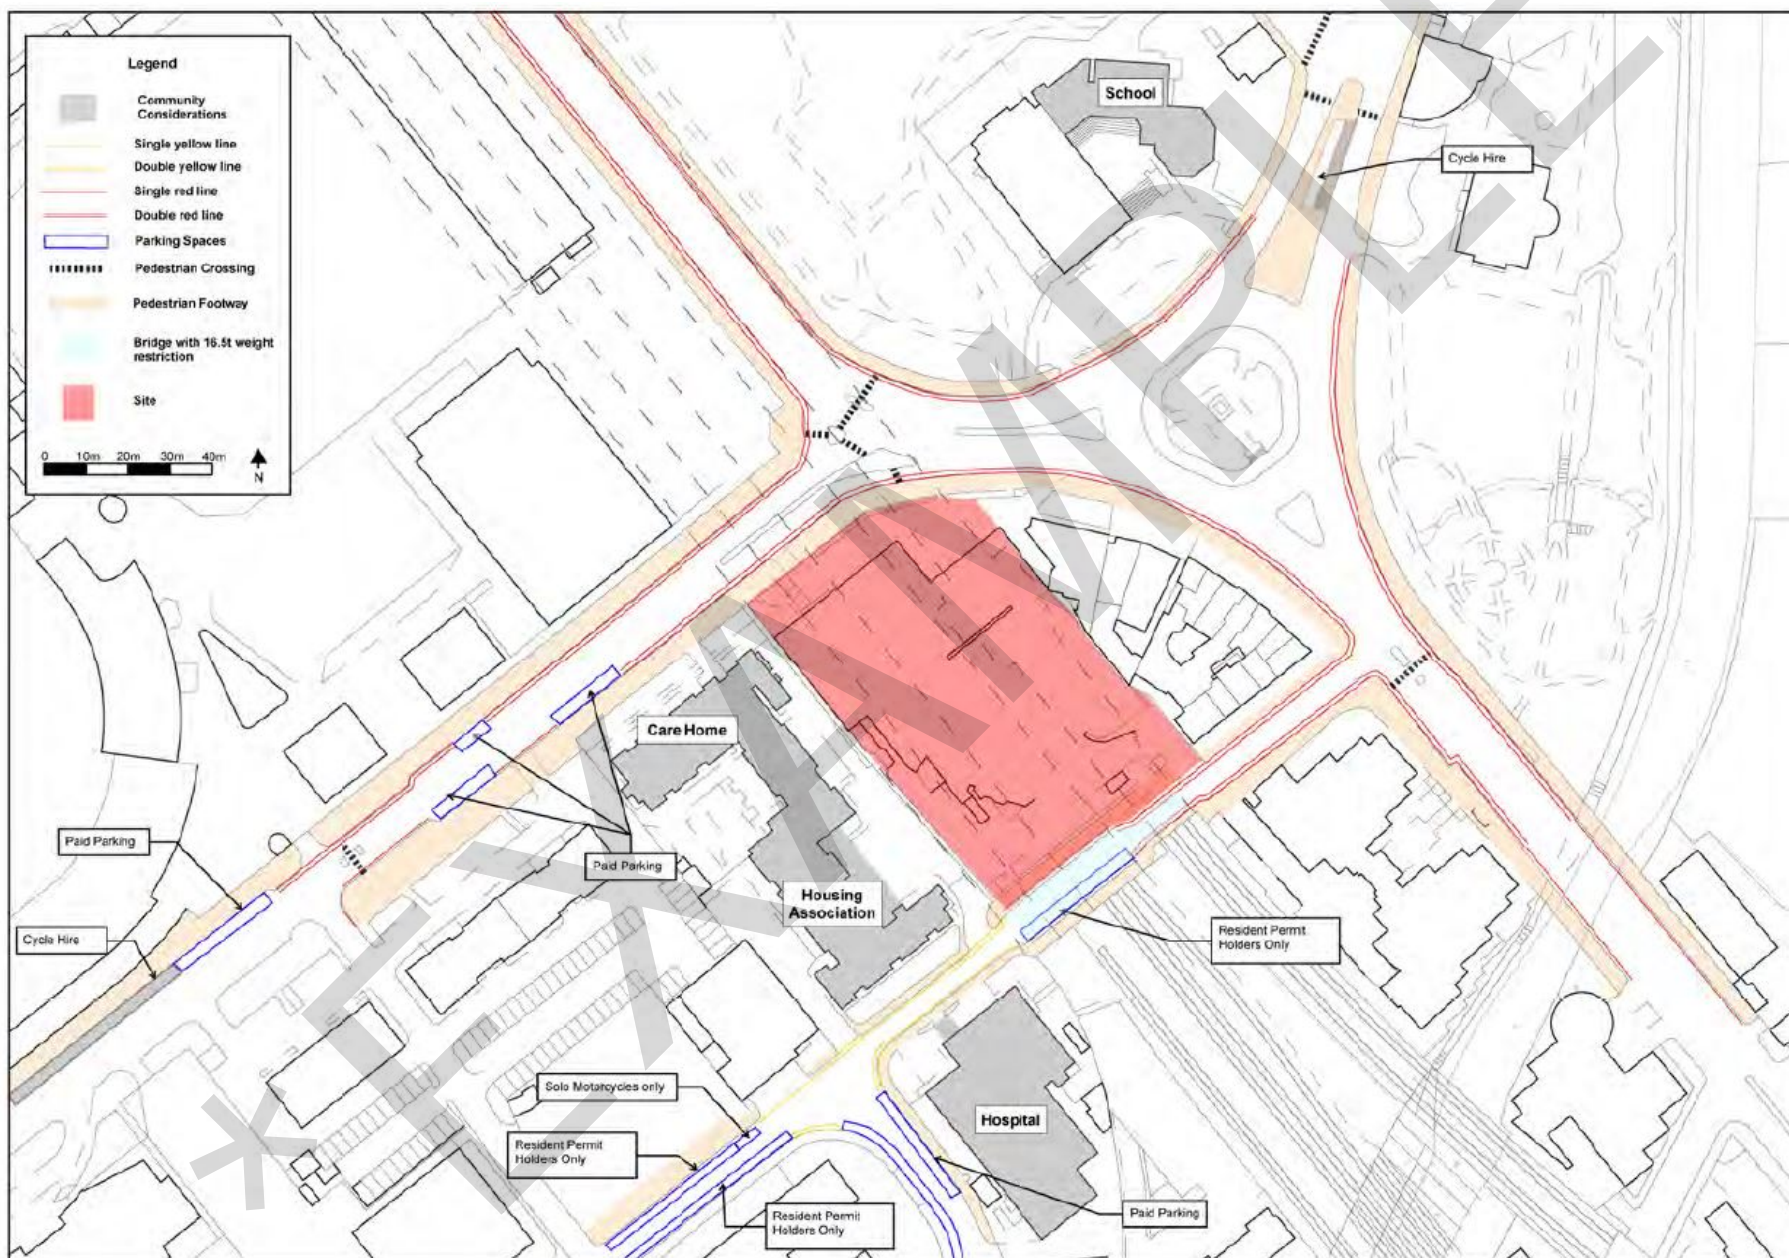 Legend
Community
Considerations
Single yellow line
Double yellow line
Single red line
Double red line
Parking Spaces
Pedestrian Crossing
Pedestrian Footway
Bridge with 16.5t weight
restriction
Site
0 10m 20m 30m 40m
N
School
Cycle Hire
Care Home
Paid Parking
Paid Parking
Housing
Association
Cycle Hire
Resident Permit
Holders Only
Solo Motorcycles only
Hospital
Resident Permit
Holders Only
Resident Permit
Holders Only
Paid Parking
*EXAMPLE